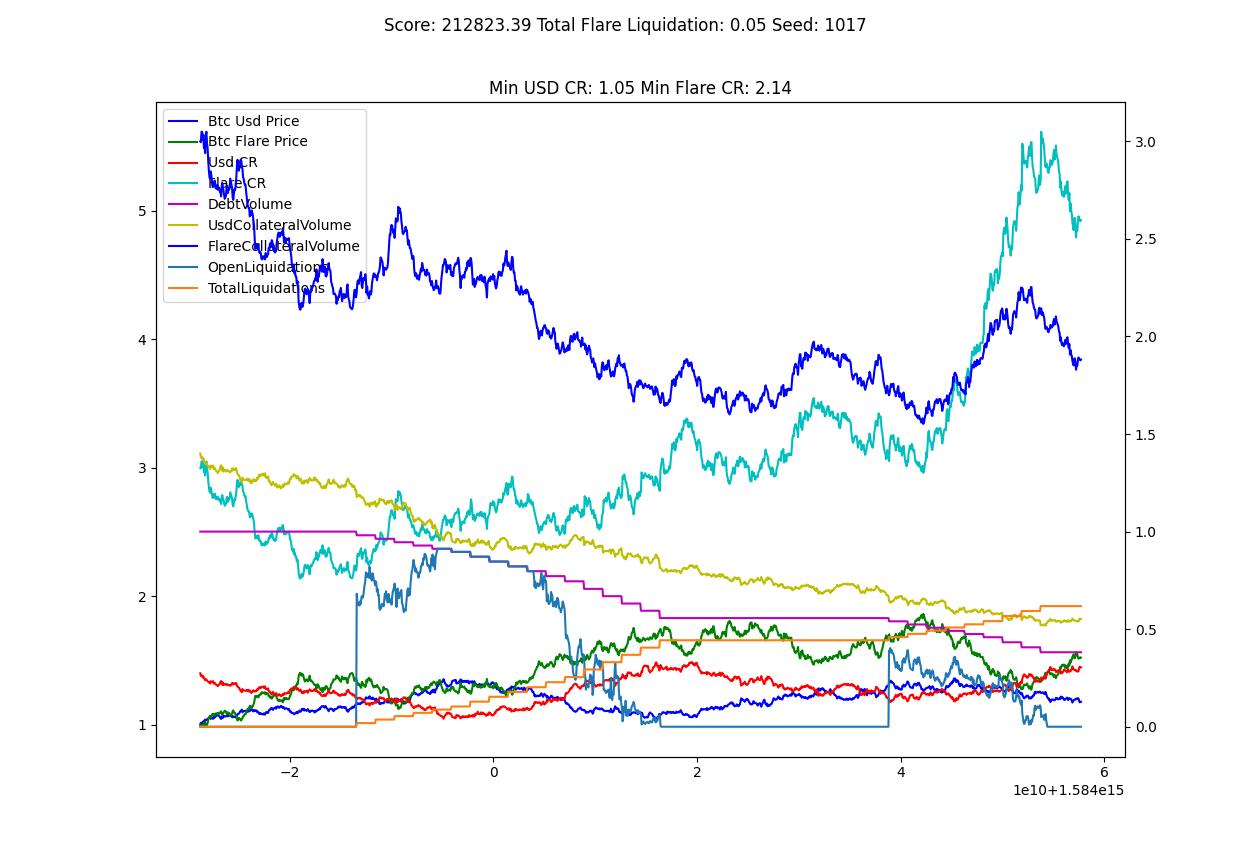 Score: 212823.39 Total Flare Liquidation: 0.05 Seed: 1017
Min USD CR: 1.05 Min Flare CR: 2.14
Btc Usd Price
Btc Flare Price
Usd CR
Flare CR
DebtVolume
UsdCollateralVolume
FlareCollateralVolume
OpenLiquidations
TotalLiquidations
5
4
3
2
1
3.0
2.5
2.0
1.5
1.0
0.5
0.0
−2
0
2
4
6
1e10+1.584e15